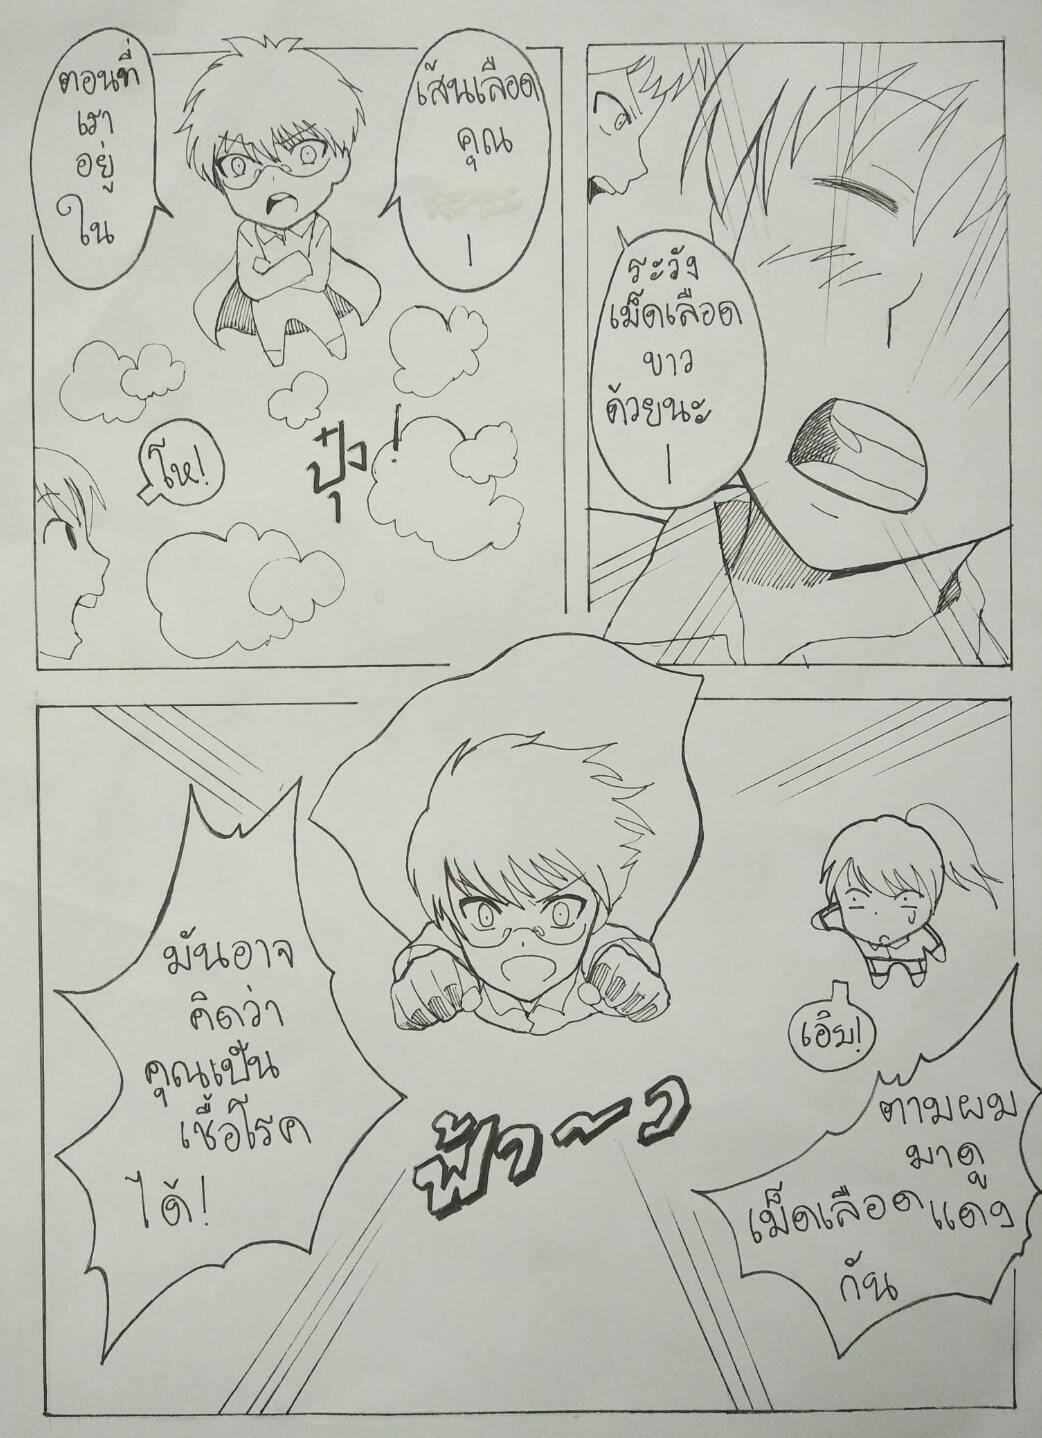 ตอนที่
เรา
อยู่
ใน
เส้นเลือด
คุณ
โห!
ปุ๋ง!
ระวัง
เม็ดเลือด
ขาว
ด้วยนะ
มันอาจ
คิดว่า
คุณเป็น
เชื้อโรค
ได้!
ฟ้าว~ว
เอิ๊บ!
ตามผม
มาดู
เม็ดเลือดแดง
กัน